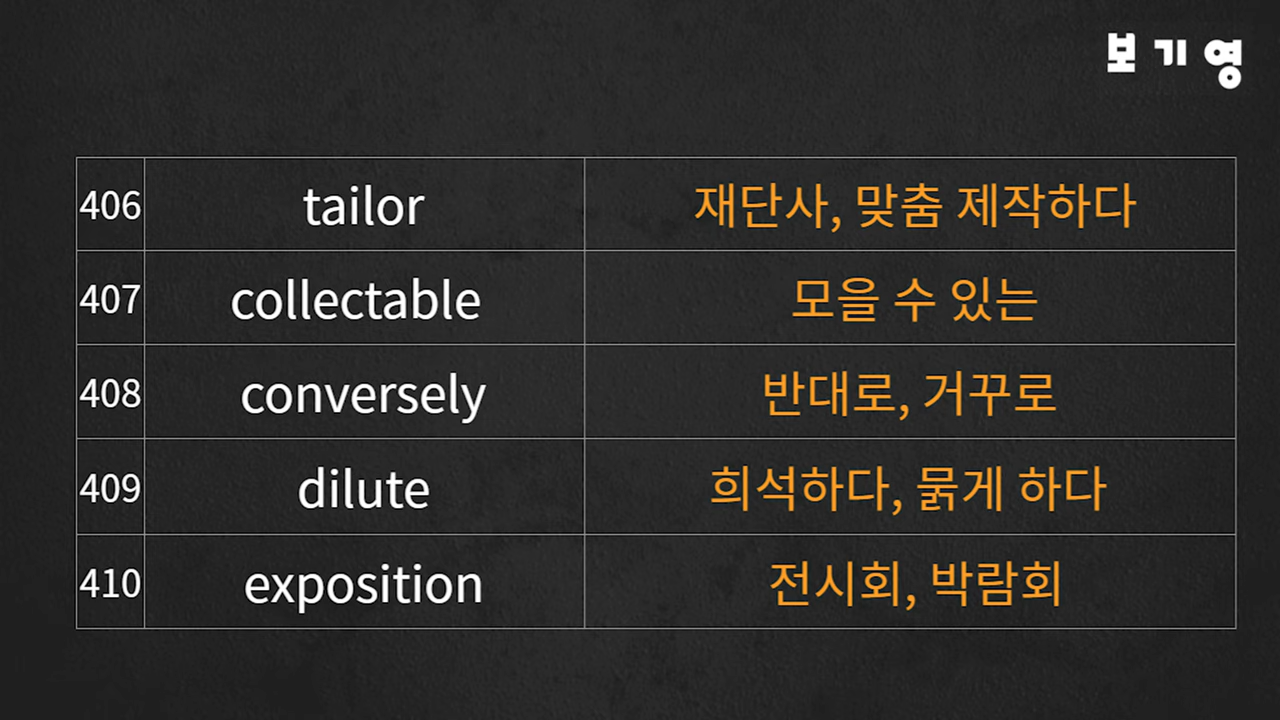 보기영
406 tailor 재단사, 맞춤 제작하다
407 collectable 모을 수 있는
408 conversely 반대로, 거꾸로
409 dilute 희석하다, 묽게 하다
410 exposition 전시회, 박람회